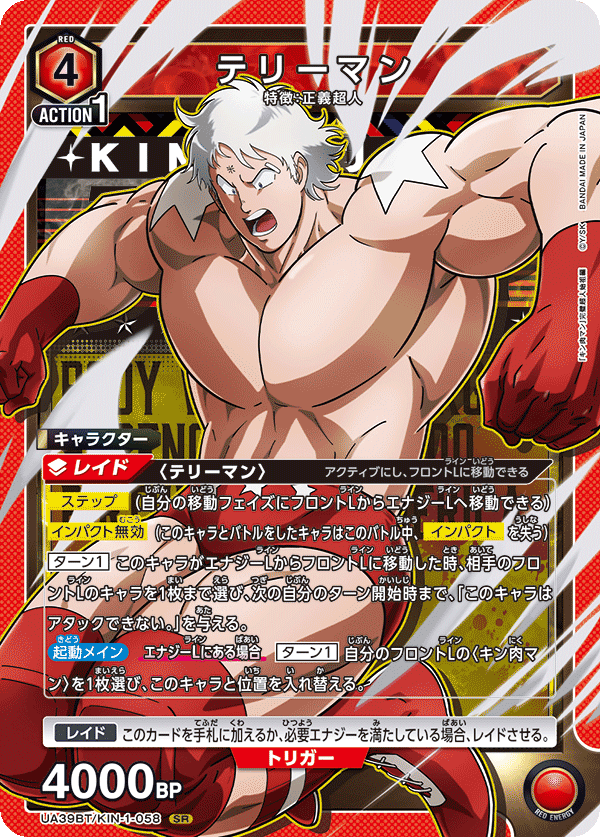 RED
4
ACTION 1
テリーマン
特徴：正義超人
KIN
BANDAI MADE IN JAPAN
©Y/SK
「キン肉マン」完璧超人始祖編
キャラクター
レイド 〈テリーマン〉 アクティブにし、フロントLに移動できる
ステップ (自分の移動フェイズにフロントLからエナジーLへ移動できる)
インパクト無効 (このキャラとバトルをしたキャラはこのバトル中、インパクトを失う)
ターン1 このキャラがエナジーLからフロントLに移動した時、相手のフロ
ントLのキャラを1枚まで選び、次の自分のターン開始時まで、「このキャラは
アタックできない。」を与える。
起動メイン エナジーLにある場合 ターン1 自分のフロントLの〈キン肉マ
ン〉を1枚選び、このキャラと位置を入れ替える。
レイド このカードを手札に加えるか、必要エナジーを満たしている場合、レイドさせる。
トリガー
4000BP
UA39BT/KIN-1-058 SR
RED ENERGY